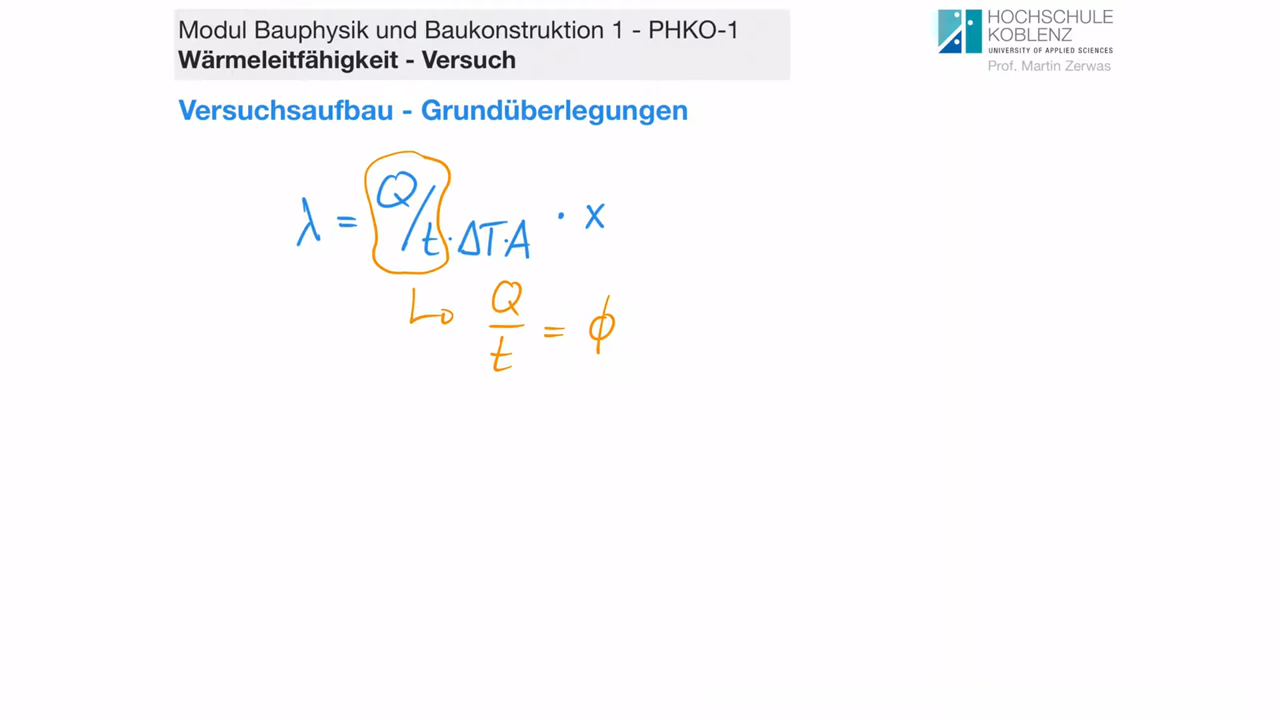 Modul Bauphysik und Baukonstruktion 1 - PHKO-1
Wärmeleitfähigkeit - Versuch
HOCHSCHULE
KOBLENZ
UNIVERSITY OF APPLIED SCIENCES
Prof. Martin Zerwas
Versuchsaufbau - Grundüberlegungen
λ = Q/t·ΔT·A · x
Q/t = ϕ